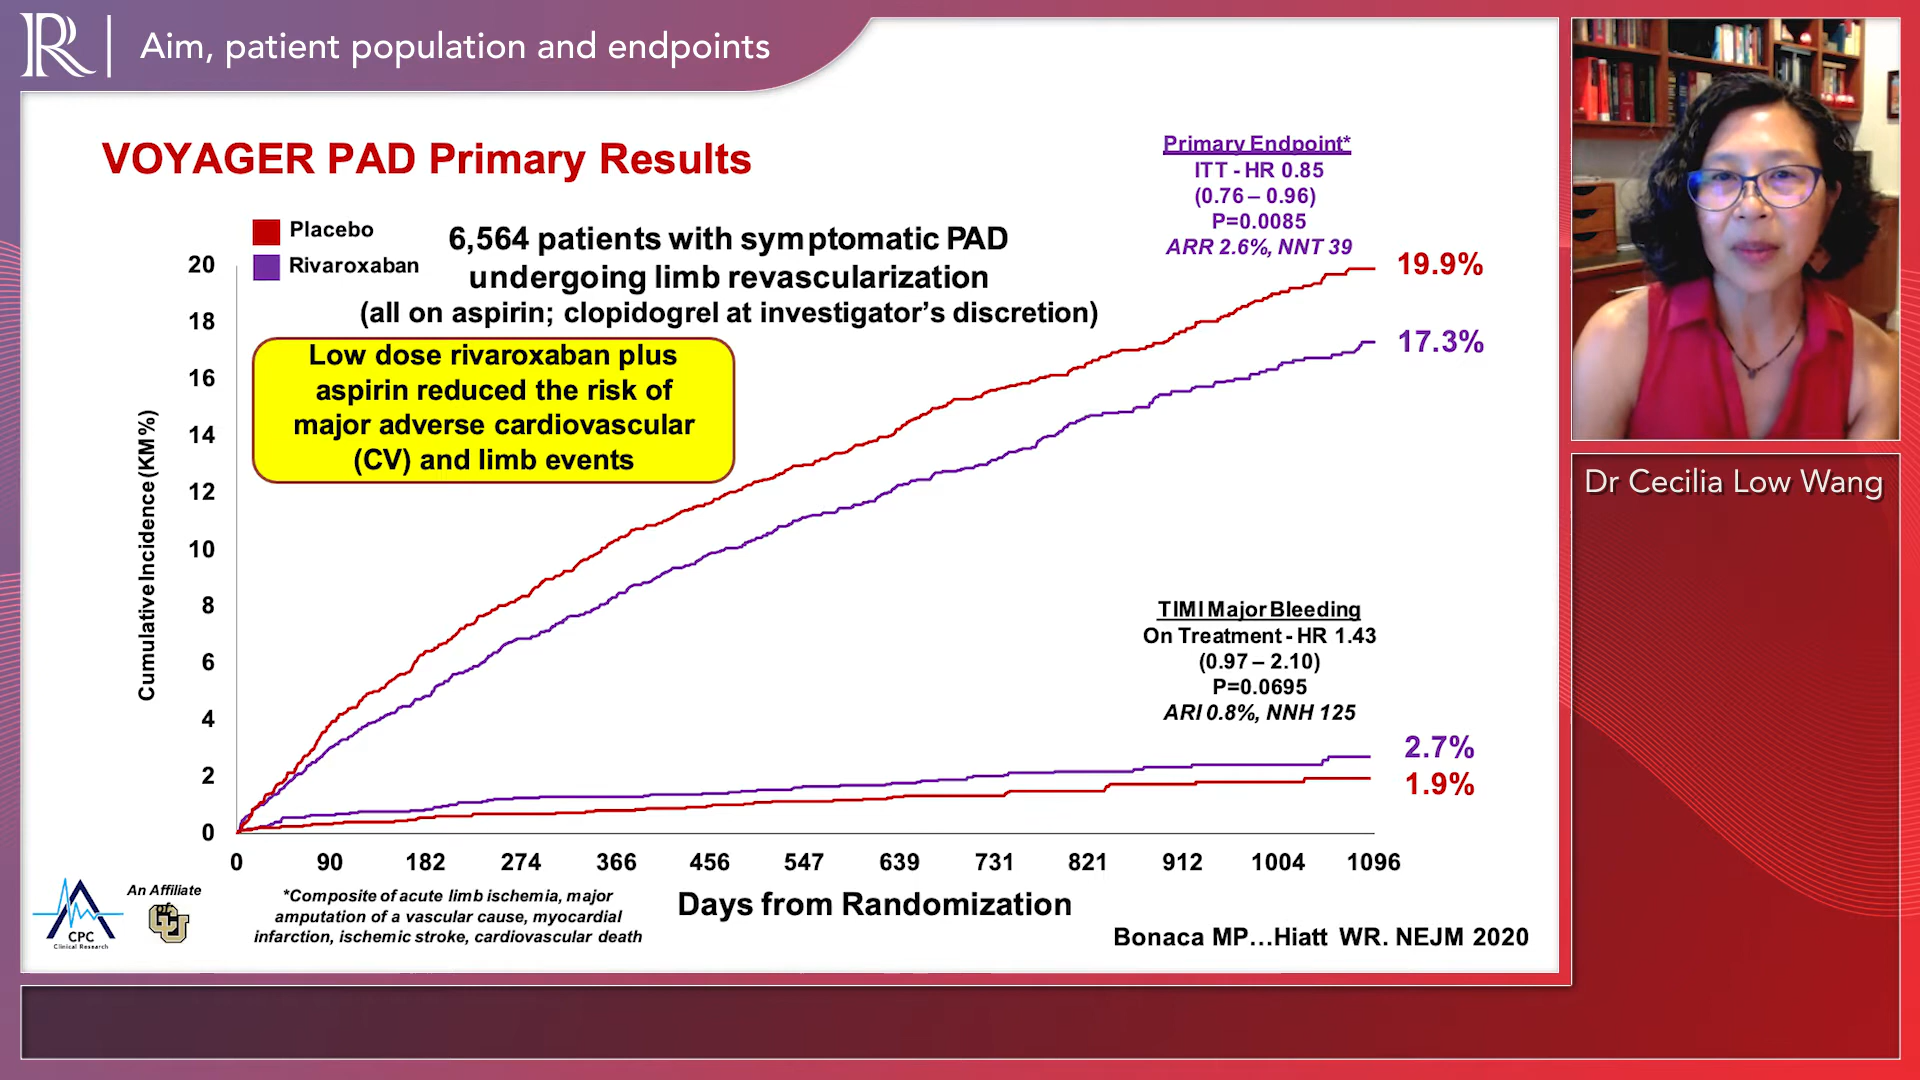 R | Aim, patient population and endpoints
VOYAGER PAD Primary Results
Placebo
Rivaroxaban
6,564 patients with symptomatic PAD
undergoing limb revascularization
(all on aspirin; clopidogrel at investigator's discretion)
Low dose rivaroxaban plus
aspirin reduced the risk of
major adverse cardiovascular
(CV) and limb events
Primary Endpoint*
ITT - HR 0.85
(0.76 – 0.96)
P=0.0085
ARR 2.6%, NNT 39
19.9%
17.3%
TIMI Major Bleeding
On Treatment - HR 1.43
(0.97 – 2.10)
P=0.0695
ARI 0.8%, NNH 125
2.7%
1.9%
Cumulative Incidence (KM%)
20
18
16
14
12
10
8
6
4
2
0
0 90 182 274 366 456 547 639 731 821 912 1004 1096
Days from Randomization
CPC
Clinical Research
An Affiliate
of
CU
*Composite of acute limb ischemia, major
amputation of a vascular cause, myocardial
infarction, ischemic stroke, cardiovascular death
Bonaca MP…Hiatt WR. NEJM 2020
Dr Cecilia Low Wang